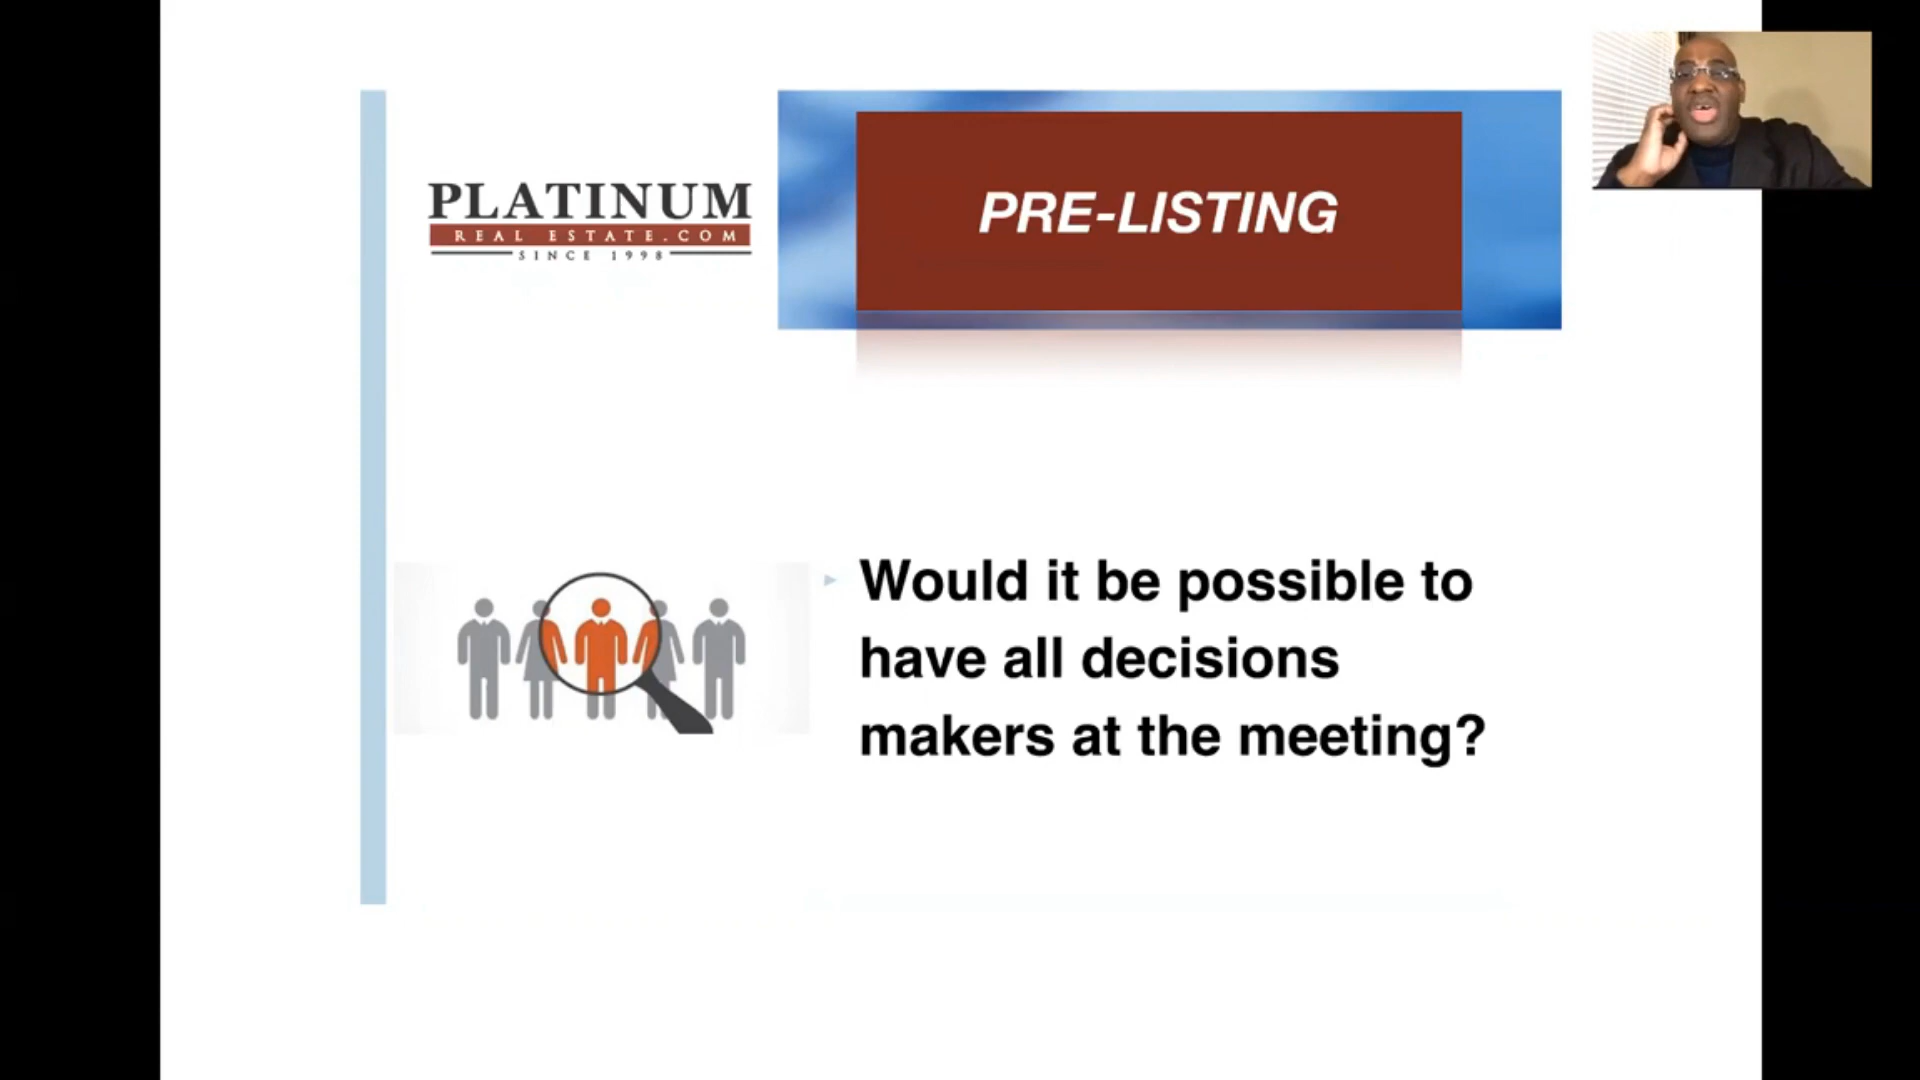 PLATINUM
REAL ESTATE.COM
SINCE 1998
PRE-LISTING
Would it be possible to
have all decisions
makers at the meeting?